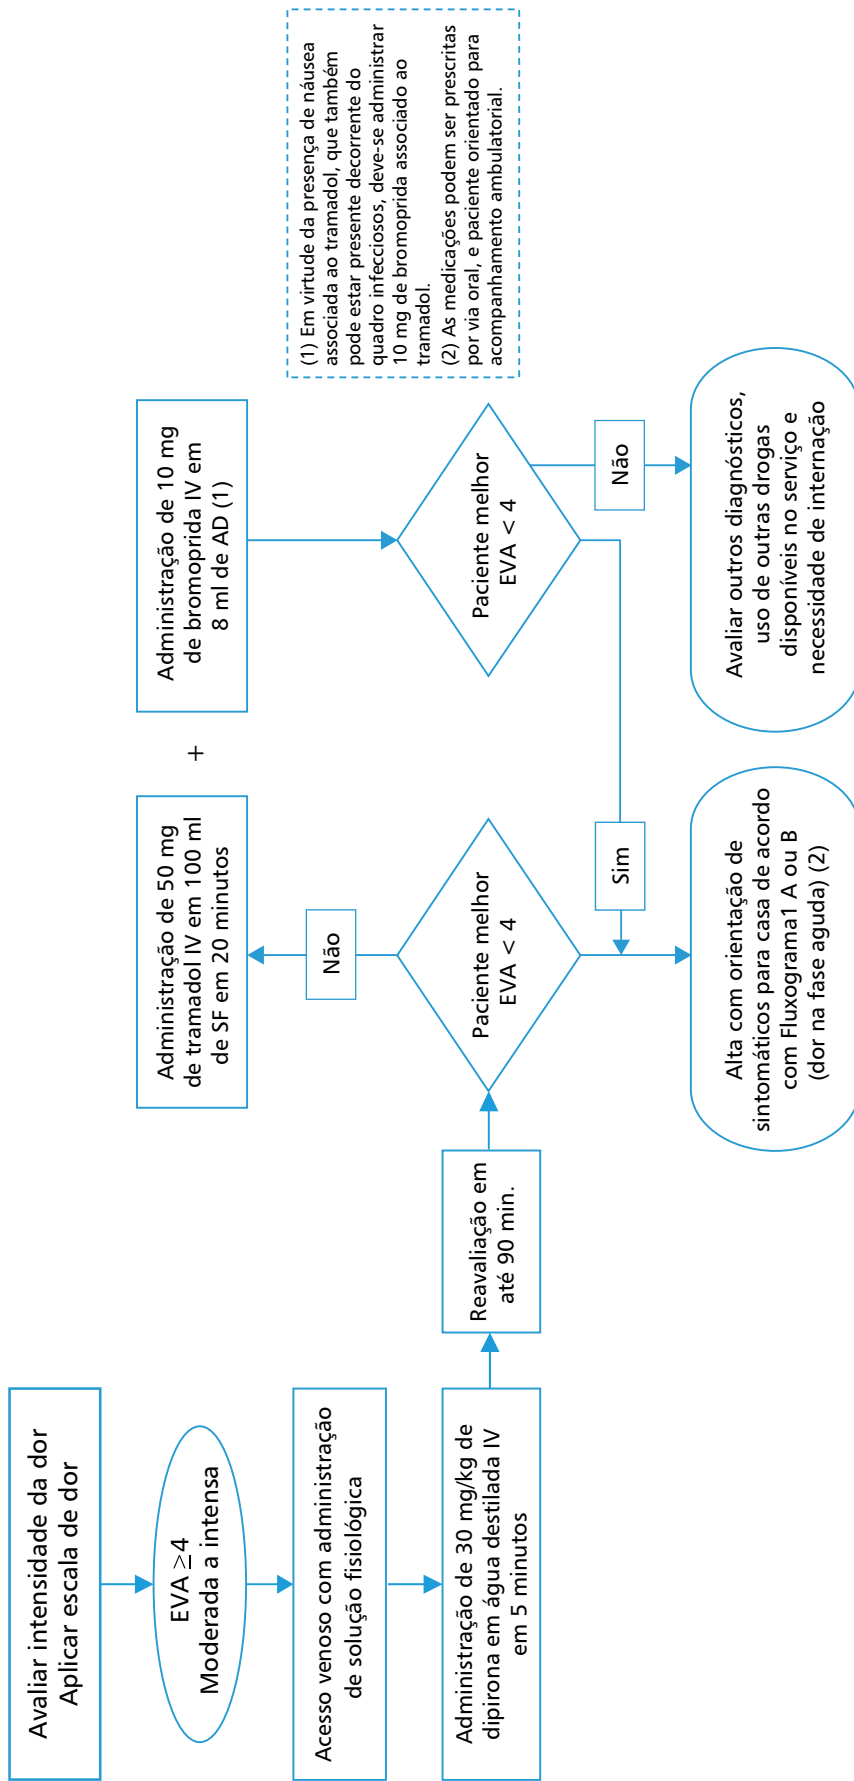 Avaliar intensidade da dor
Aplicar escala de dor
EVA ≥4
Moderada a intensa
Acesso venoso com administração
de solução fisiológica
Administração de 30 mg/kg de
dipirona em água destilada IV
em 5 minutos
Reavaliação em
até 90 min.
Paciente melhor
EVA < 4
Não
Administração de 50 mg
de tramadol IV em 100 ml
de SF em 20 minutos
+
Administração de 10 mg
de bromoprida IV em
8 ml de AD (1)
Paciente melhor
EVA < 4
Não
Sim
Alta com orientação de
sintomáticos para casa de acordo
com Fluxograma1 A ou B
(dor na fase aguda) (2)
Avaliar outros diagnósticos,
uso de outras drogas
disponíveis no serviço e
necessidade de internação
(1) Em virtude da presença de náusea
associada ao tramadol, que também
pode estar presente decorrente do
quadro infecciosos, deve-se administrar
10 mg de bromoprida associado ao
tramadol.
(2) As medicações podem ser prescritas
por via oral, e paciente orientado para
acompanhamento ambulatorial.